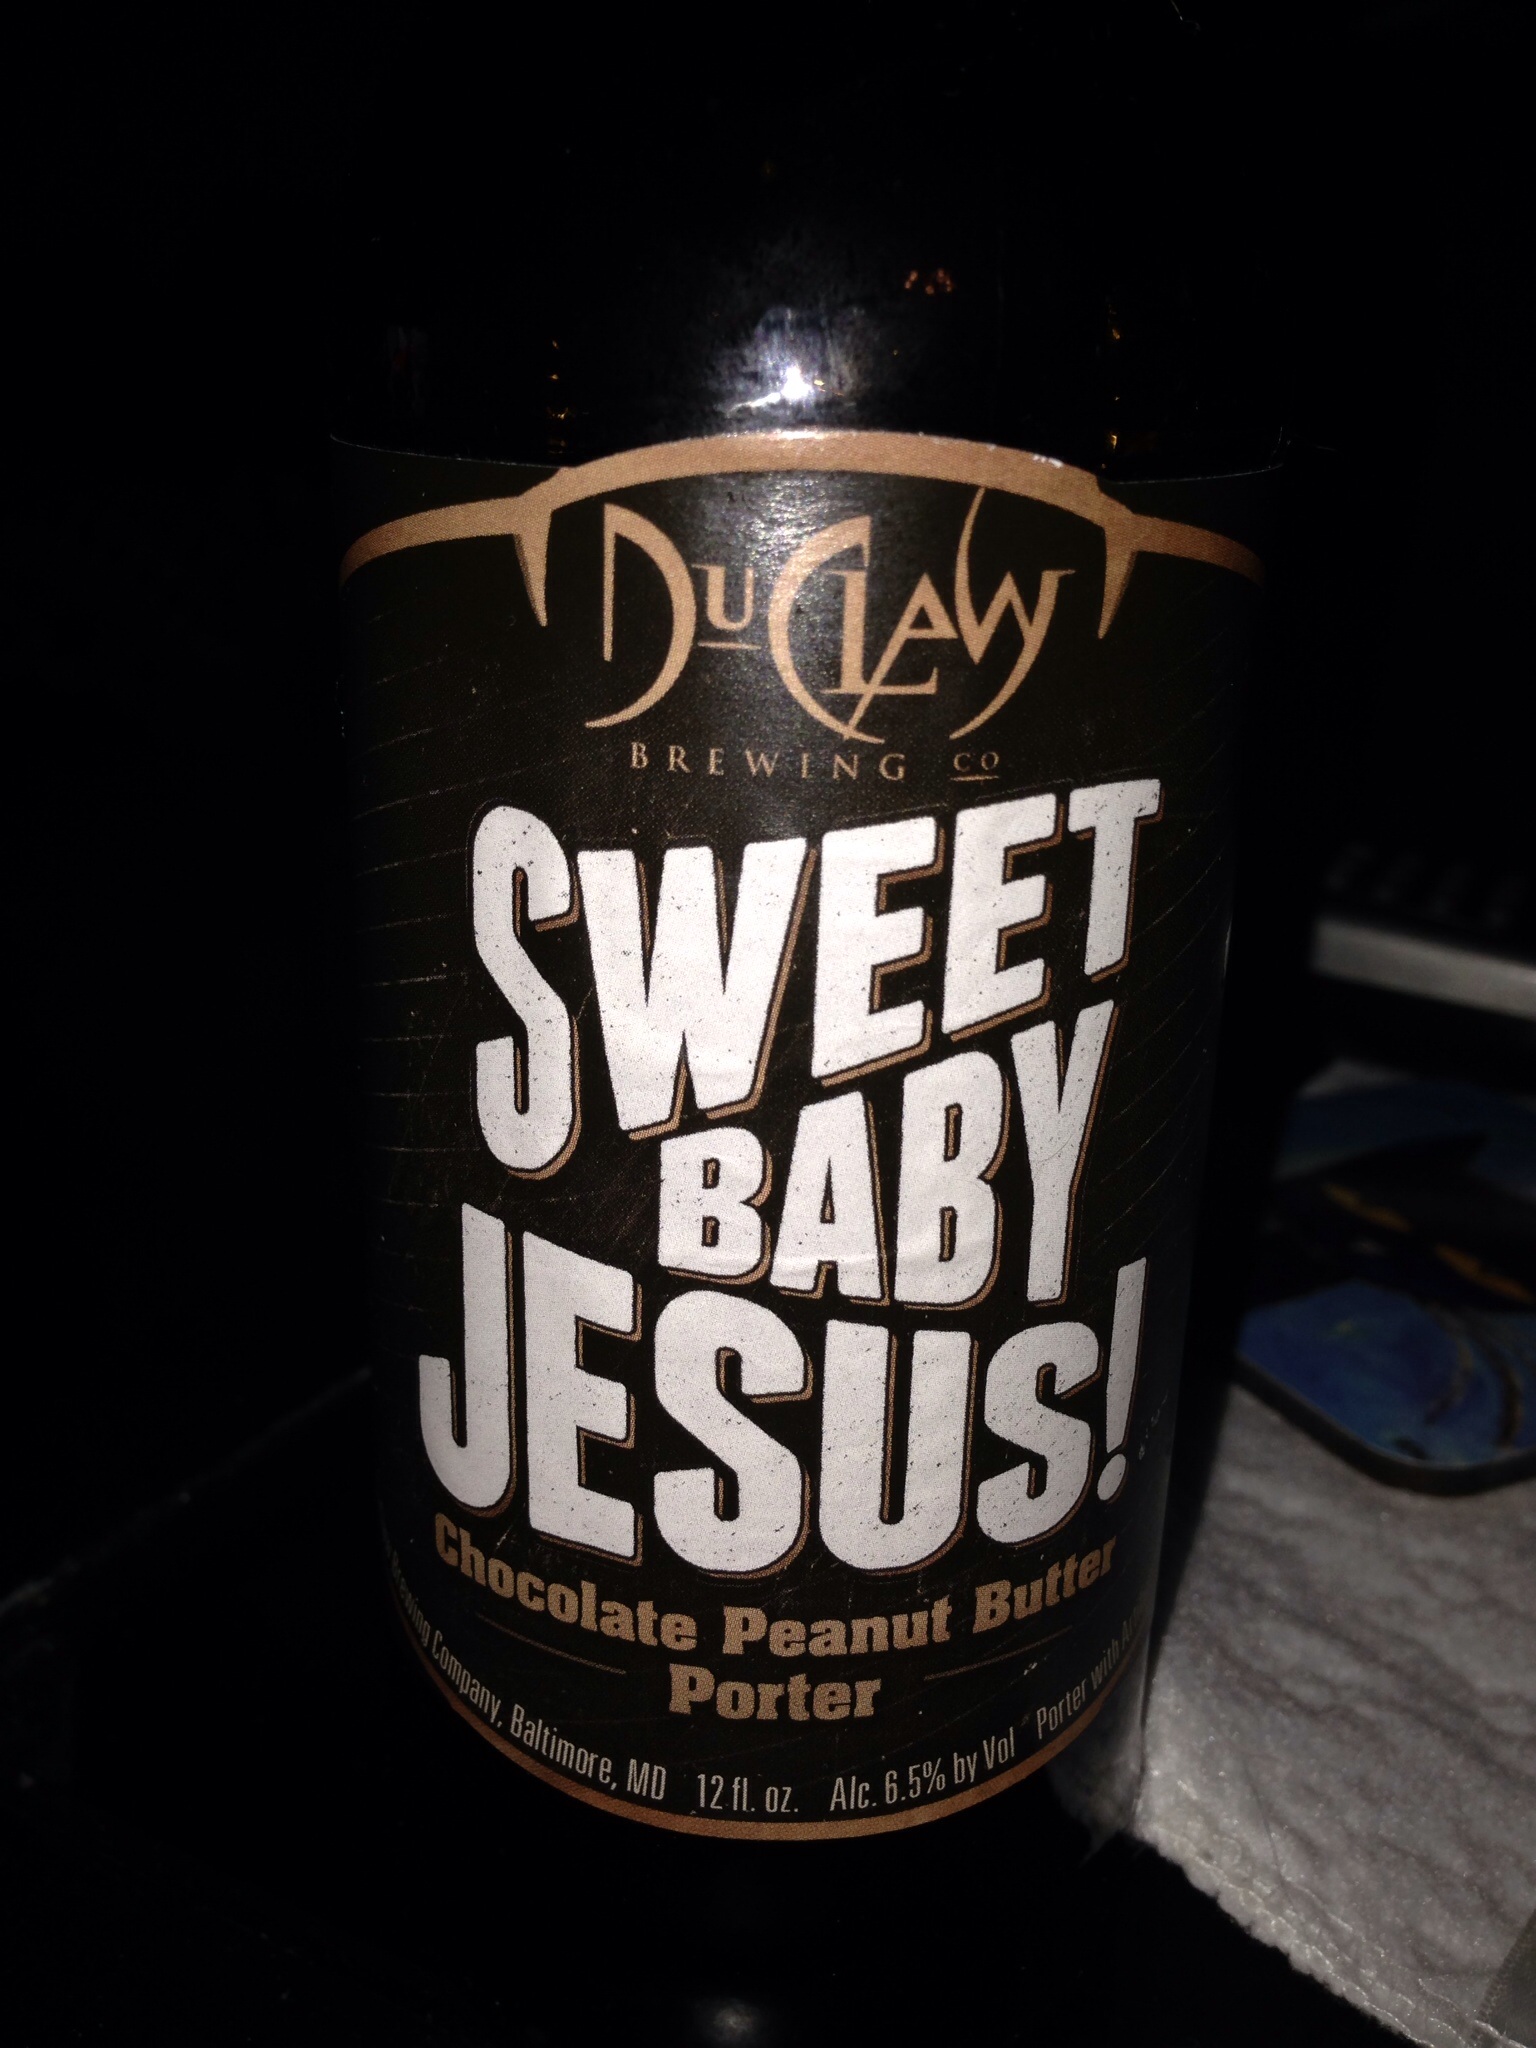 DuClaw
BREWING CO
SWEET
BABY
JESUS!
Chocolate Peanut Butter
Porter
Brewing Company, Baltimore, MD 12 fl. oz. Alc. 6.5% by Vol Porter with